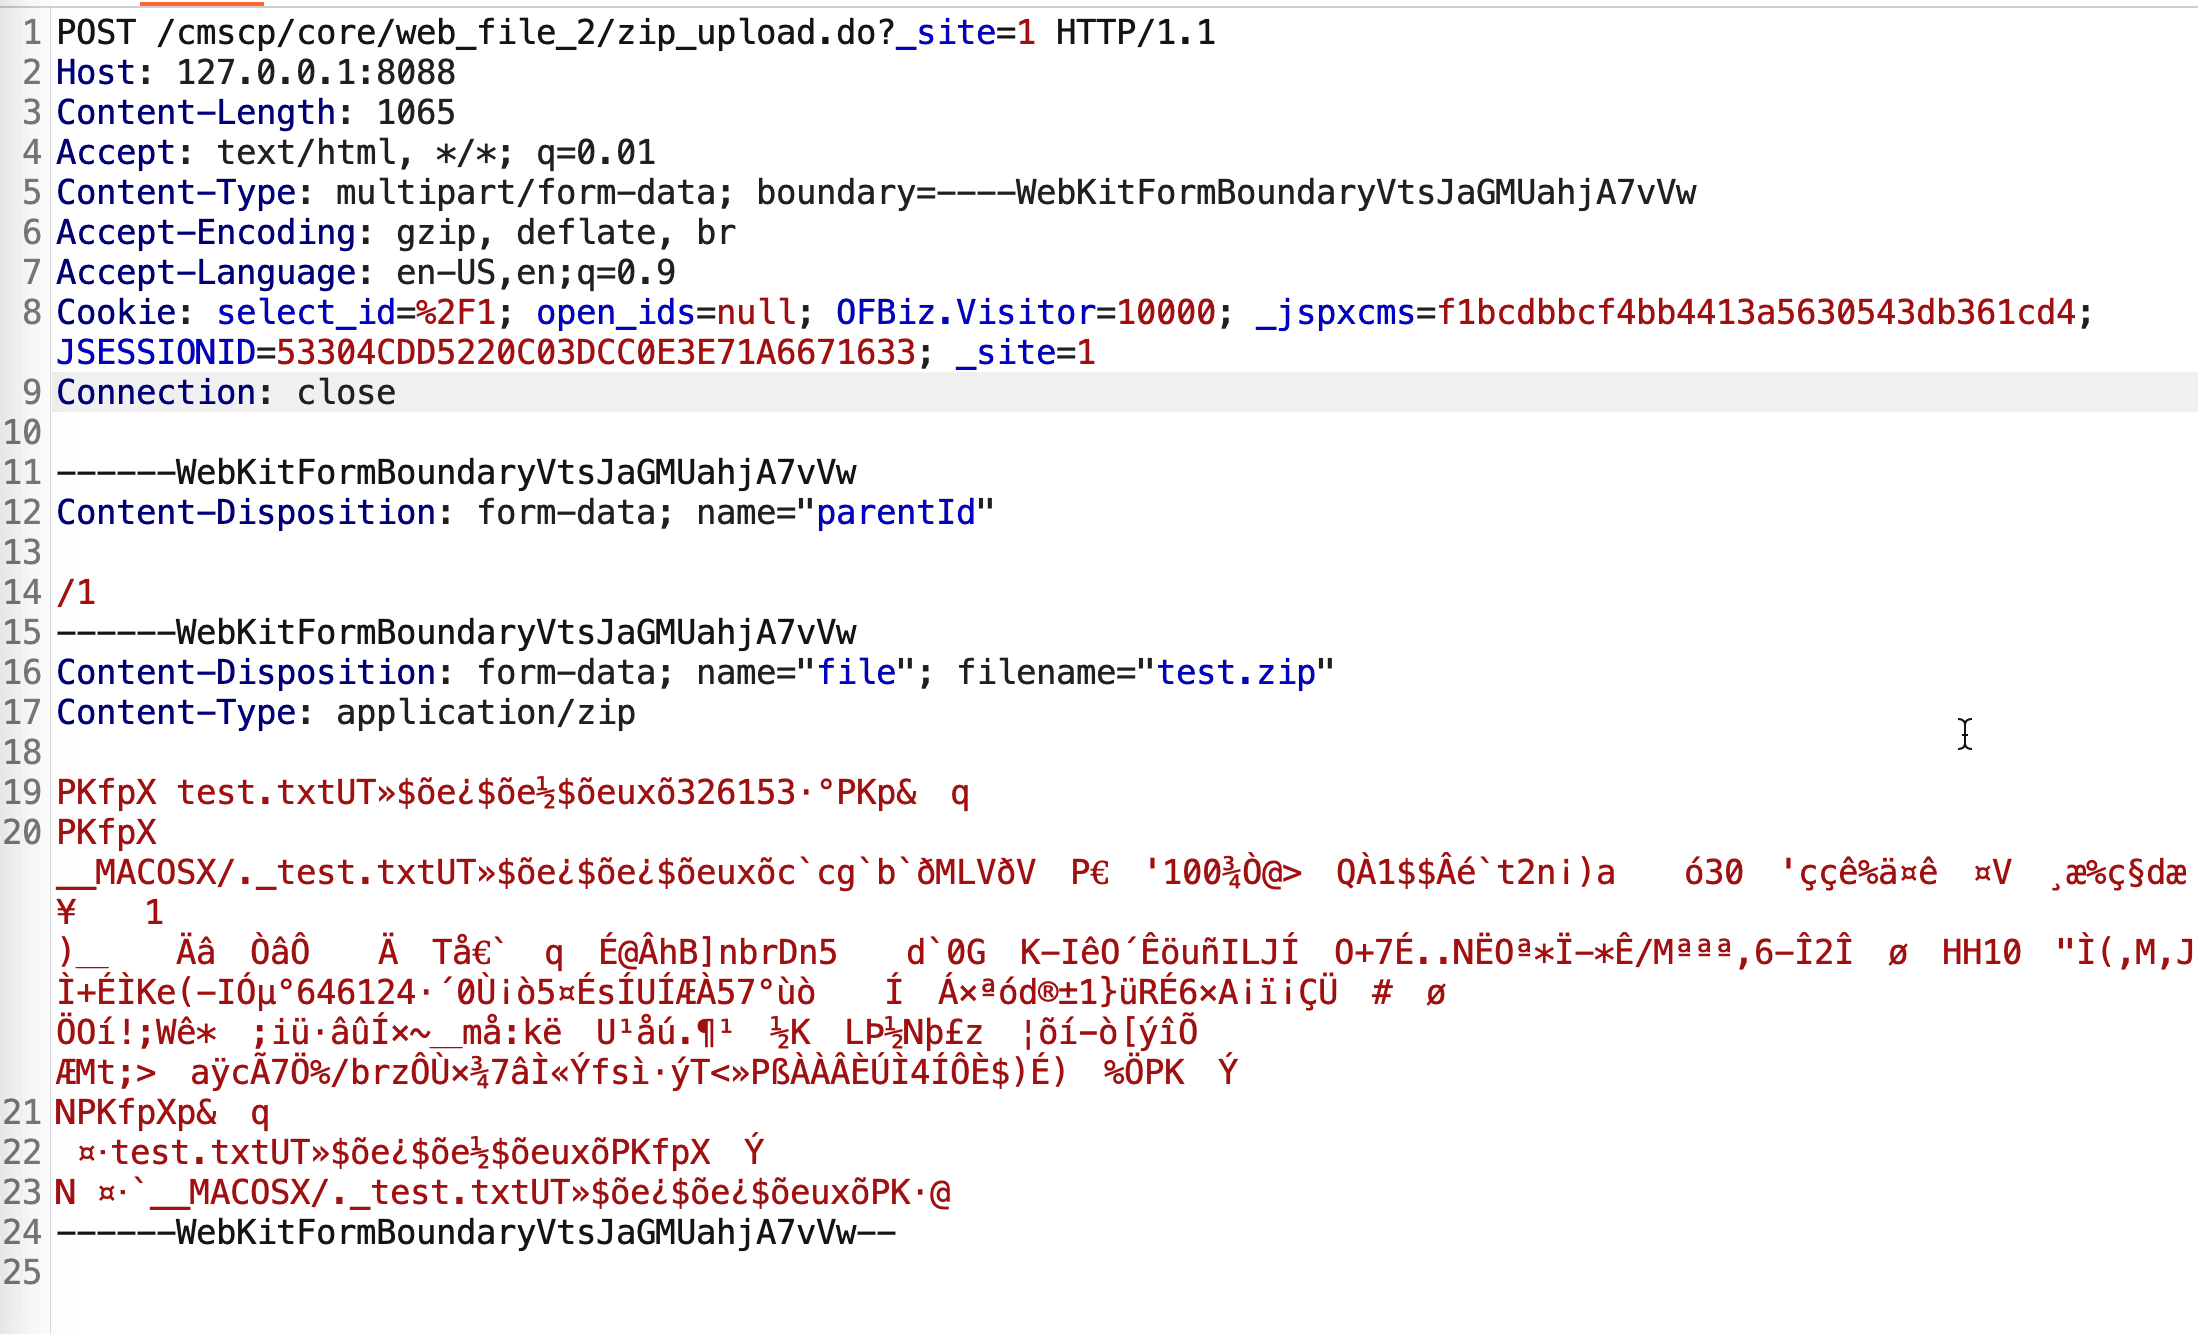 1 POST /cmscp/core/web_file_2/zip_upload.do?_site=1 HTTP/1.1
2 Host: 127.0.0.1:8088
3 Content-Length: 1065
4 Accept: text/html, */*; q=0.01
5 Content-Type: multipart/form-data; boundary=----WebKitFormBoundaryVtsJaGMUahjA7vVw
6 Accept-Encoding: gzip, deflate, br
7 Accept-Language: en-US,en;q=0.9
8 Cookie: select_id=%2F1; open_ids=null; OFBiz.Visitor=10000; _jspxcms=f1bcdbbcf4bb4413a5630543db361cd4;
JSESSIONID=53304CDD5220C03DCC0E3E71A6671633; _site=1
9 Connection: close
10
11 ------WebKitFormBoundaryVtsJaGMUahjA7vVw
12 Content-Disposition: form-data; name="parentId"
13
14 /1
15 ------WebKitFormBoundaryVtsJaGMUahjA7vVw
16 Content-Disposition: form-data; name="file"; filename="test.zip"
17 Content-Type: application/zip
18
19 PKfpX test.txtUT»$õe¿$õe½$õeuxõ326153·°PKp& q
20 PKfpX
__MACOSX/._test.txtUT»$õe¿$õe¿$õeuxõc`cg`b`ðMLVðV P€ '100¾Ò@> QÀ1$$Âé`t2n¡)a ó30 'ççê%ä¤ê ¤V ¸æ%ç§dæ
¥ 1
)__ Äâ ÒâÔ Ä Tå€` q É@ÂhB]nbrDn5 d`0G K-IêO´ÊöuñILJÍ O+7É..NËOª*Ï-*Ê/Mªªª,6-Î2Î ø HH10 "Ì(,M,J
Ì+ÉÌKe(-IÓµ°646124·´0Ù¡ò5¤ÉsÍUÍÆÀ57°ùò Í Á×ªód®±1}üRÉ6×A¡ï¡ÇÜ # ø
ÖOí!;Wê* ;iü·âûÍ×~__må:kë U¹åú.¶¹ ½K LÞ½Nþ£z ¦õí-ò[ýîÕ
ÆMt;> aÿcÃ7Ö%/brzÔÙ×¾7âÌ«Ýfsì·ýT<»PßÀÀÂÈÚÌ4ÍÔÈ$)É) %ÖPK Ý
21 NPKfpXp& q
22 ¤·test.txtUT»$õe¿$õe½$õeuxõPKfpX Ý
23 N ¤·`__MACOSX/._test.txtUT»$õe¿$õe¿$õeuxõPK·@
24 ------WebKitFormBoundaryVtsJaGMUahjA7vVw--
25